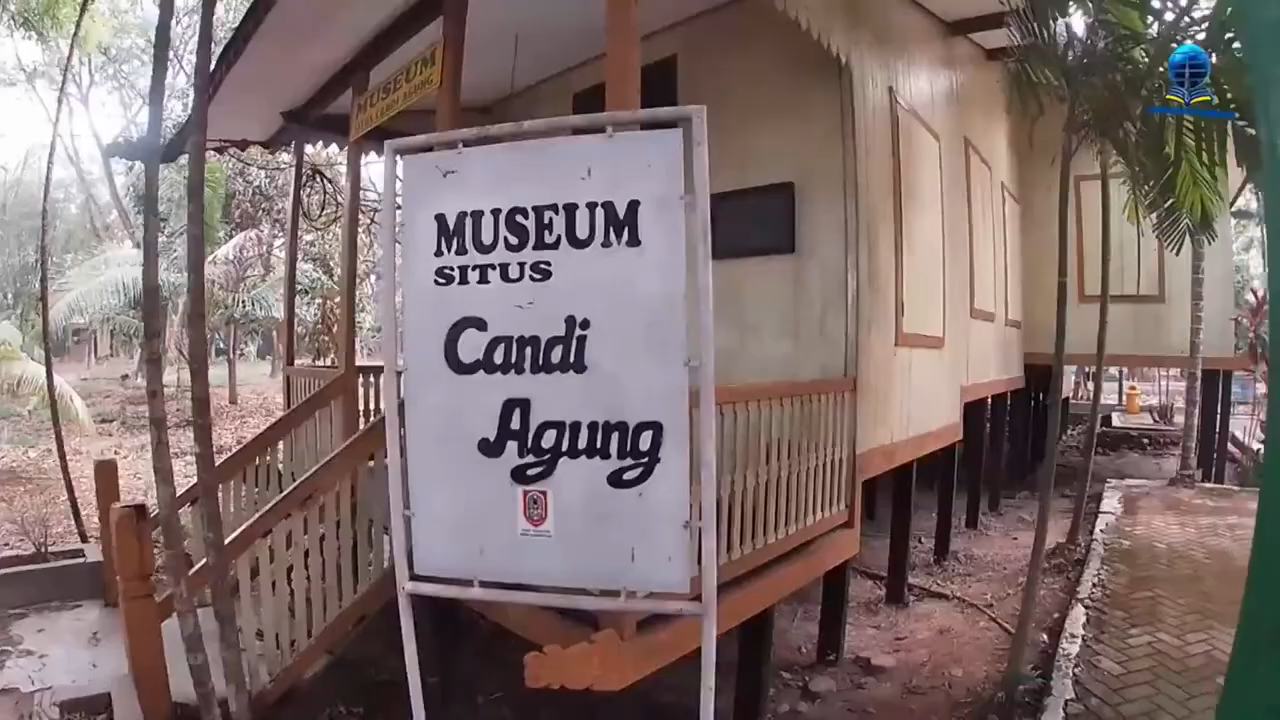 MUSEUM
SITUS CANDI AGUNG
MUSEUM
SITUS
Candi
Agung